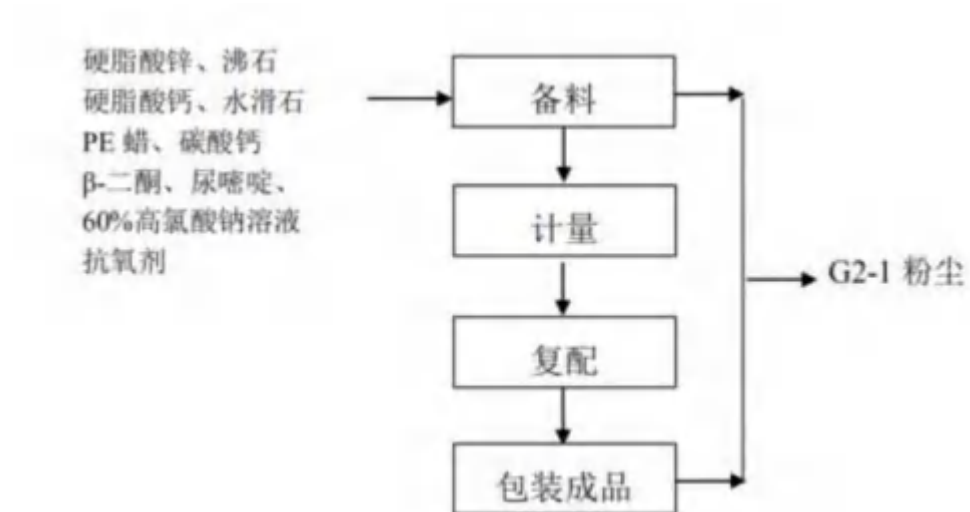 硬脂酸锌、沸石
硬脂酸钙、水滑石
PE 蜡、碳酸钙
β-二酮、尿嘧啶、
60%高氯酸钠溶液
抗氧剂
备料
计量
复配
包装成品
G2-1 粉尘